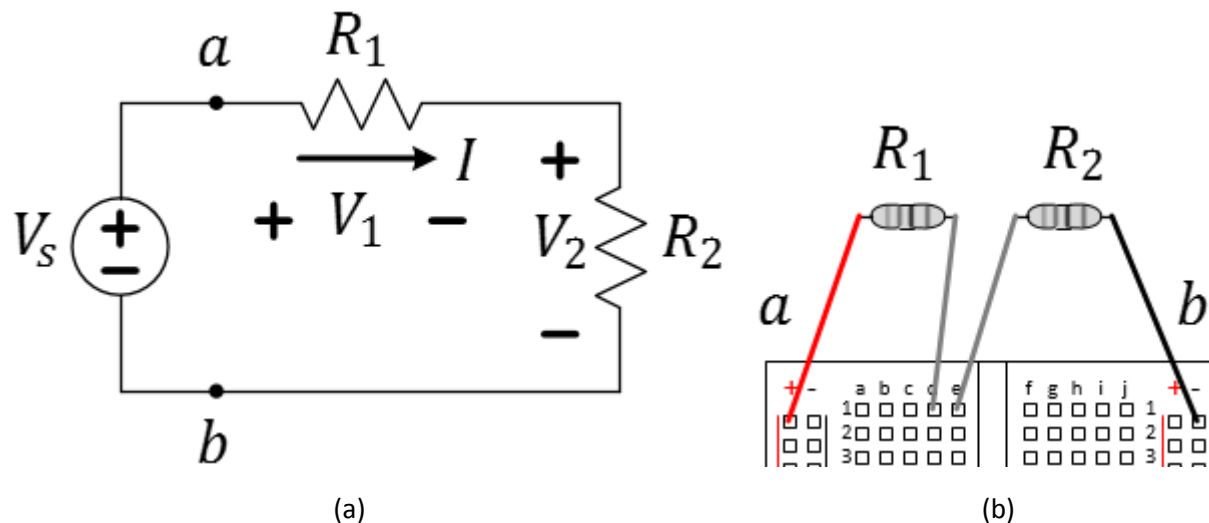 a
R₁
I
+ V₁ −
Vₛ
+
−
+
V₂
−
R₂
b
(a)
R₁
R₂
a
b
+ − a b c d e f g h i j + −
1 1
2 2
3 3
(b)